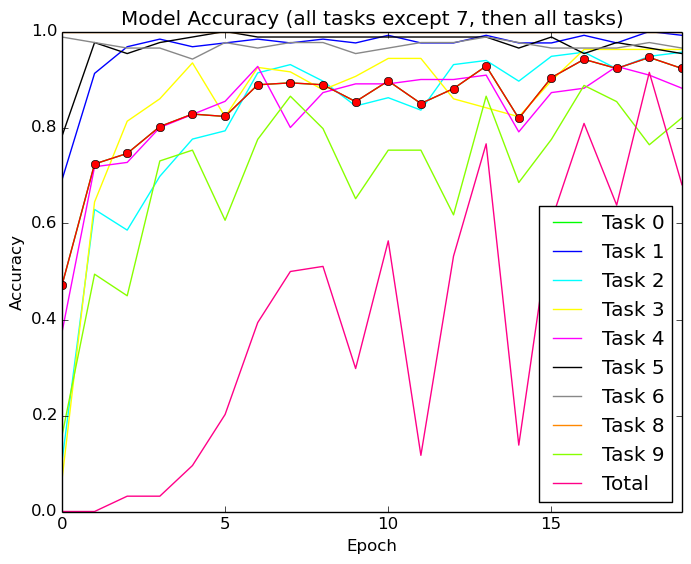 Model Accuracy (all tasks except 7, then all tasks)
1.0
0.8
0.6
0.4
0.2
0.0
Accuracy
0
5
10
15
Epoch
Task 0
Task 1
Task 2
Task 3
Task 4
Task 5
Task 6
Task 8
Task 9
Total